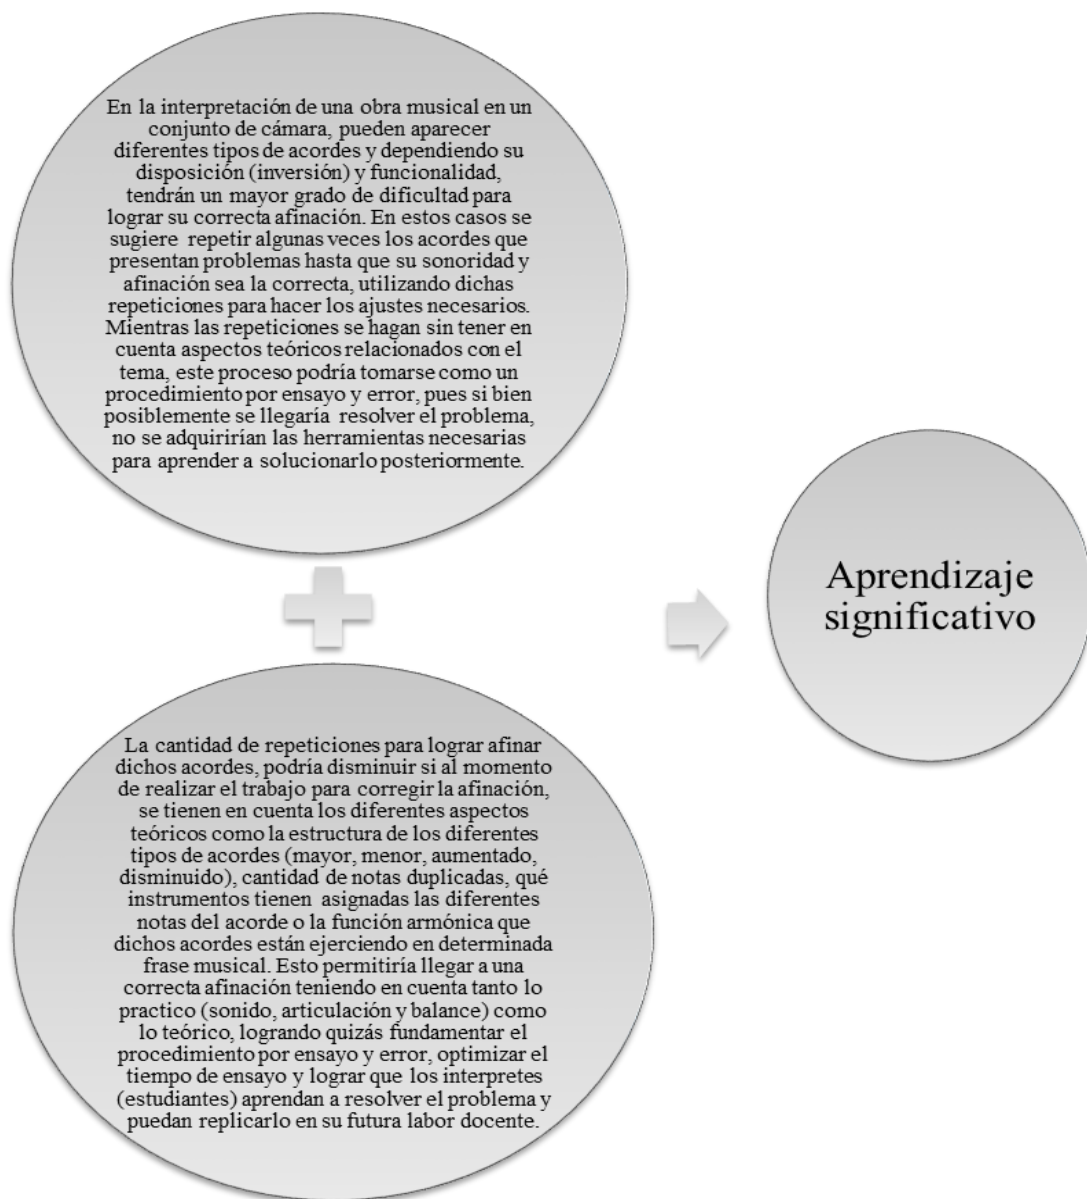 En la interpretación de una obra musical en un
conjunto de cámara, pueden aparecer
diferentes tipos de acordes y dependiendo su
disposición (inversión) y funcionalidad,
tendrán un mayor grado de dificultad para
lograr su correcta afinación. En estos casos se
sugiere repetir algunas veces los acordes que
presentan problemas hasta que su sonoridad y
afinación sea la correcta, utilizando dichas
repeticiones para hacer los ajustes necesarios.
Mientras las repeticiones se hagan sin tener en
cuenta aspectos teóricos relacionados con el
tema, este proceso podría tomarse como un
procedimiento por ensayo y error, pues si bien
posiblemente se llegaría resolver el problema,
no se adquirirían las herramientas necesarias
para aprender a solucionarlo posteriormente.
La cantidad de repeticiones para lograr afinar
dichos acordes, podría disminuir si al momento
de realizar el trabajo para corregir la afinación,
se tienen en cuenta los diferentes aspectos
teóricos como la estructura de los diferentes
tipos de acordes (mayor, menor, aumentado,
disminuido), cantidad de notas duplicadas, qué
instrumentos tienen asignadas las diferentes
notas del acorde o la función armónica que
dichos acordes están ejerciendo en determinada
frase musical. Esto permitiría llegar a una
correcta afinación teniendo en cuenta tanto lo
practico (sonido, articulación y balance) como
lo teórico, logrando quizás fundamentar el
procedimiento por ensayo y error, optimizar el
tiempo de ensayo y lograr que los interpretes
(estudiantes) aprendan a resolver el problema y
puedan replicarlo en su futura labor docente.
Aprendizaje
significativo